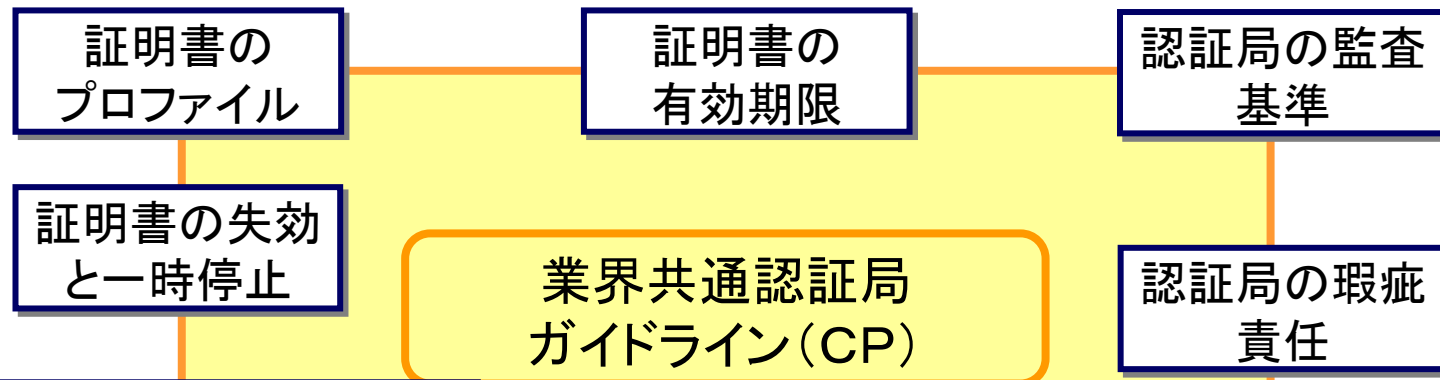 証明書の
プロファイル
証明書の
有効期限
認証局の監査
基準
証明書の失効
と一時停止
業界共通認証局
ガイドライン（CP）
認証局の瑕疵
責任